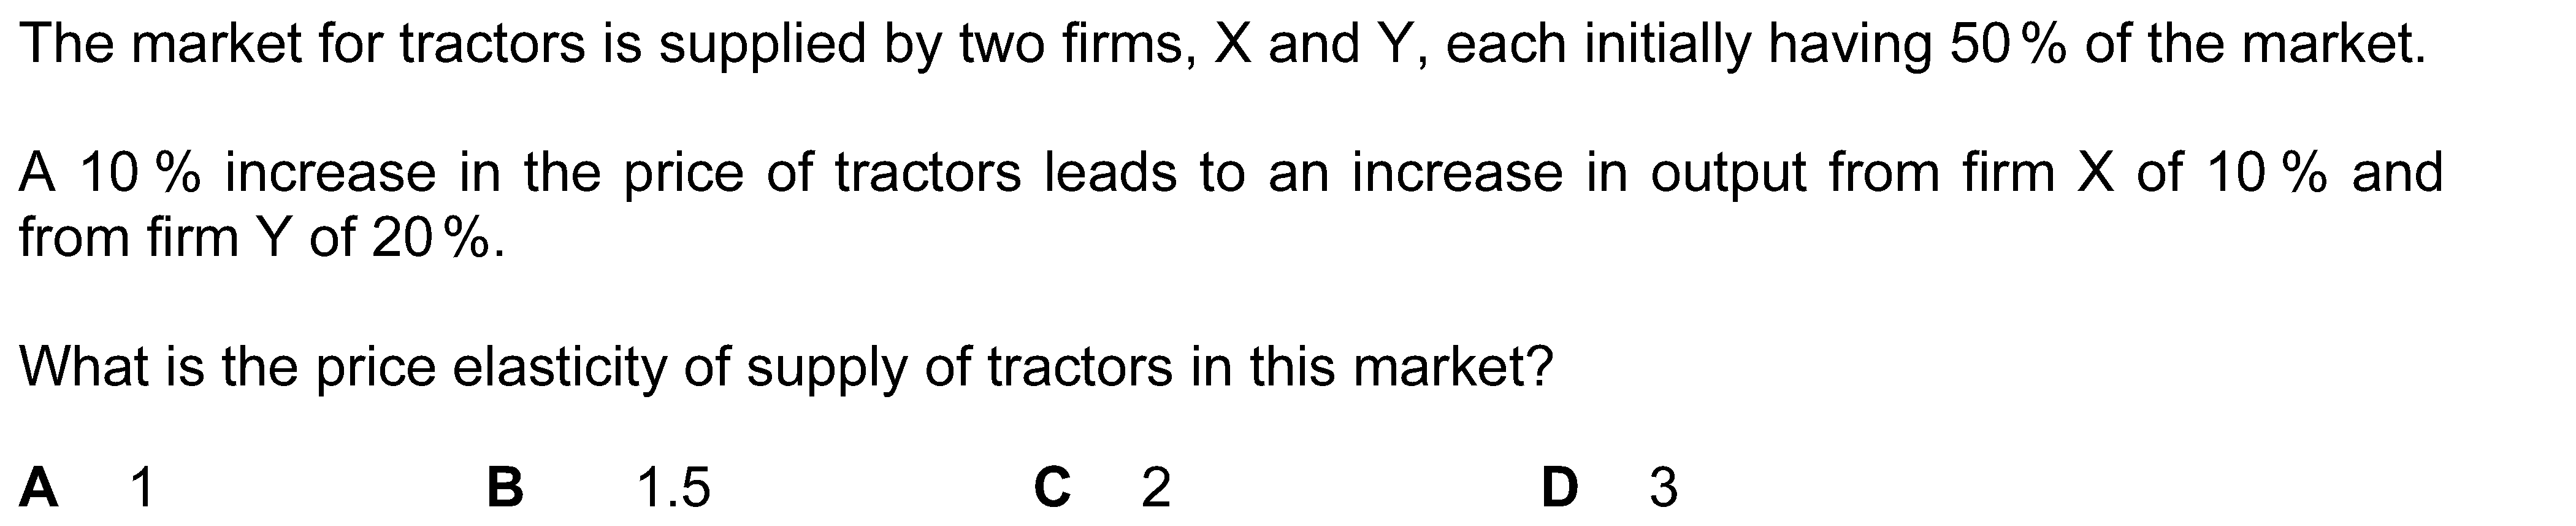 The market for tractors is supplied by two firms, X and Y, each initially having 50% of the market.
A 10% increase in the price of tractors leads to an increase in output from firm X of 10% and
from firm Y of 20%.
What is the price elasticity of supply of tractors in this market?
A 1 B 1.5 C 2 D 3